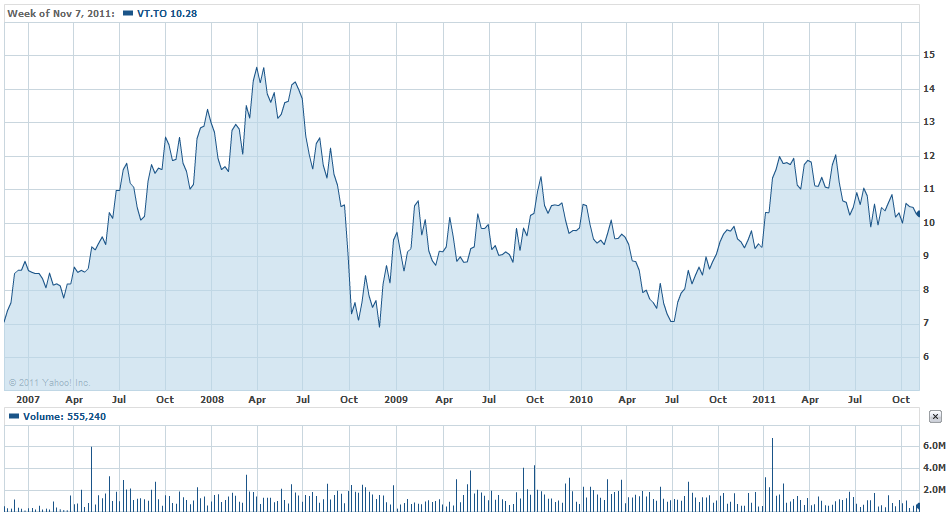 Week of Nov 7, 2011: VT.TO 10.28
15
14
13
12
11
10
9
8
7
6
© 2011 Yahoo! Inc.
2007 Apr Jul Oct 2008 Apr Jul Oct 2009 Apr Jul Oct 2010 Apr Jul Oct 2011 Apr Jul Oct
Volume: 555,240
6.0M
4.0M
2.0M